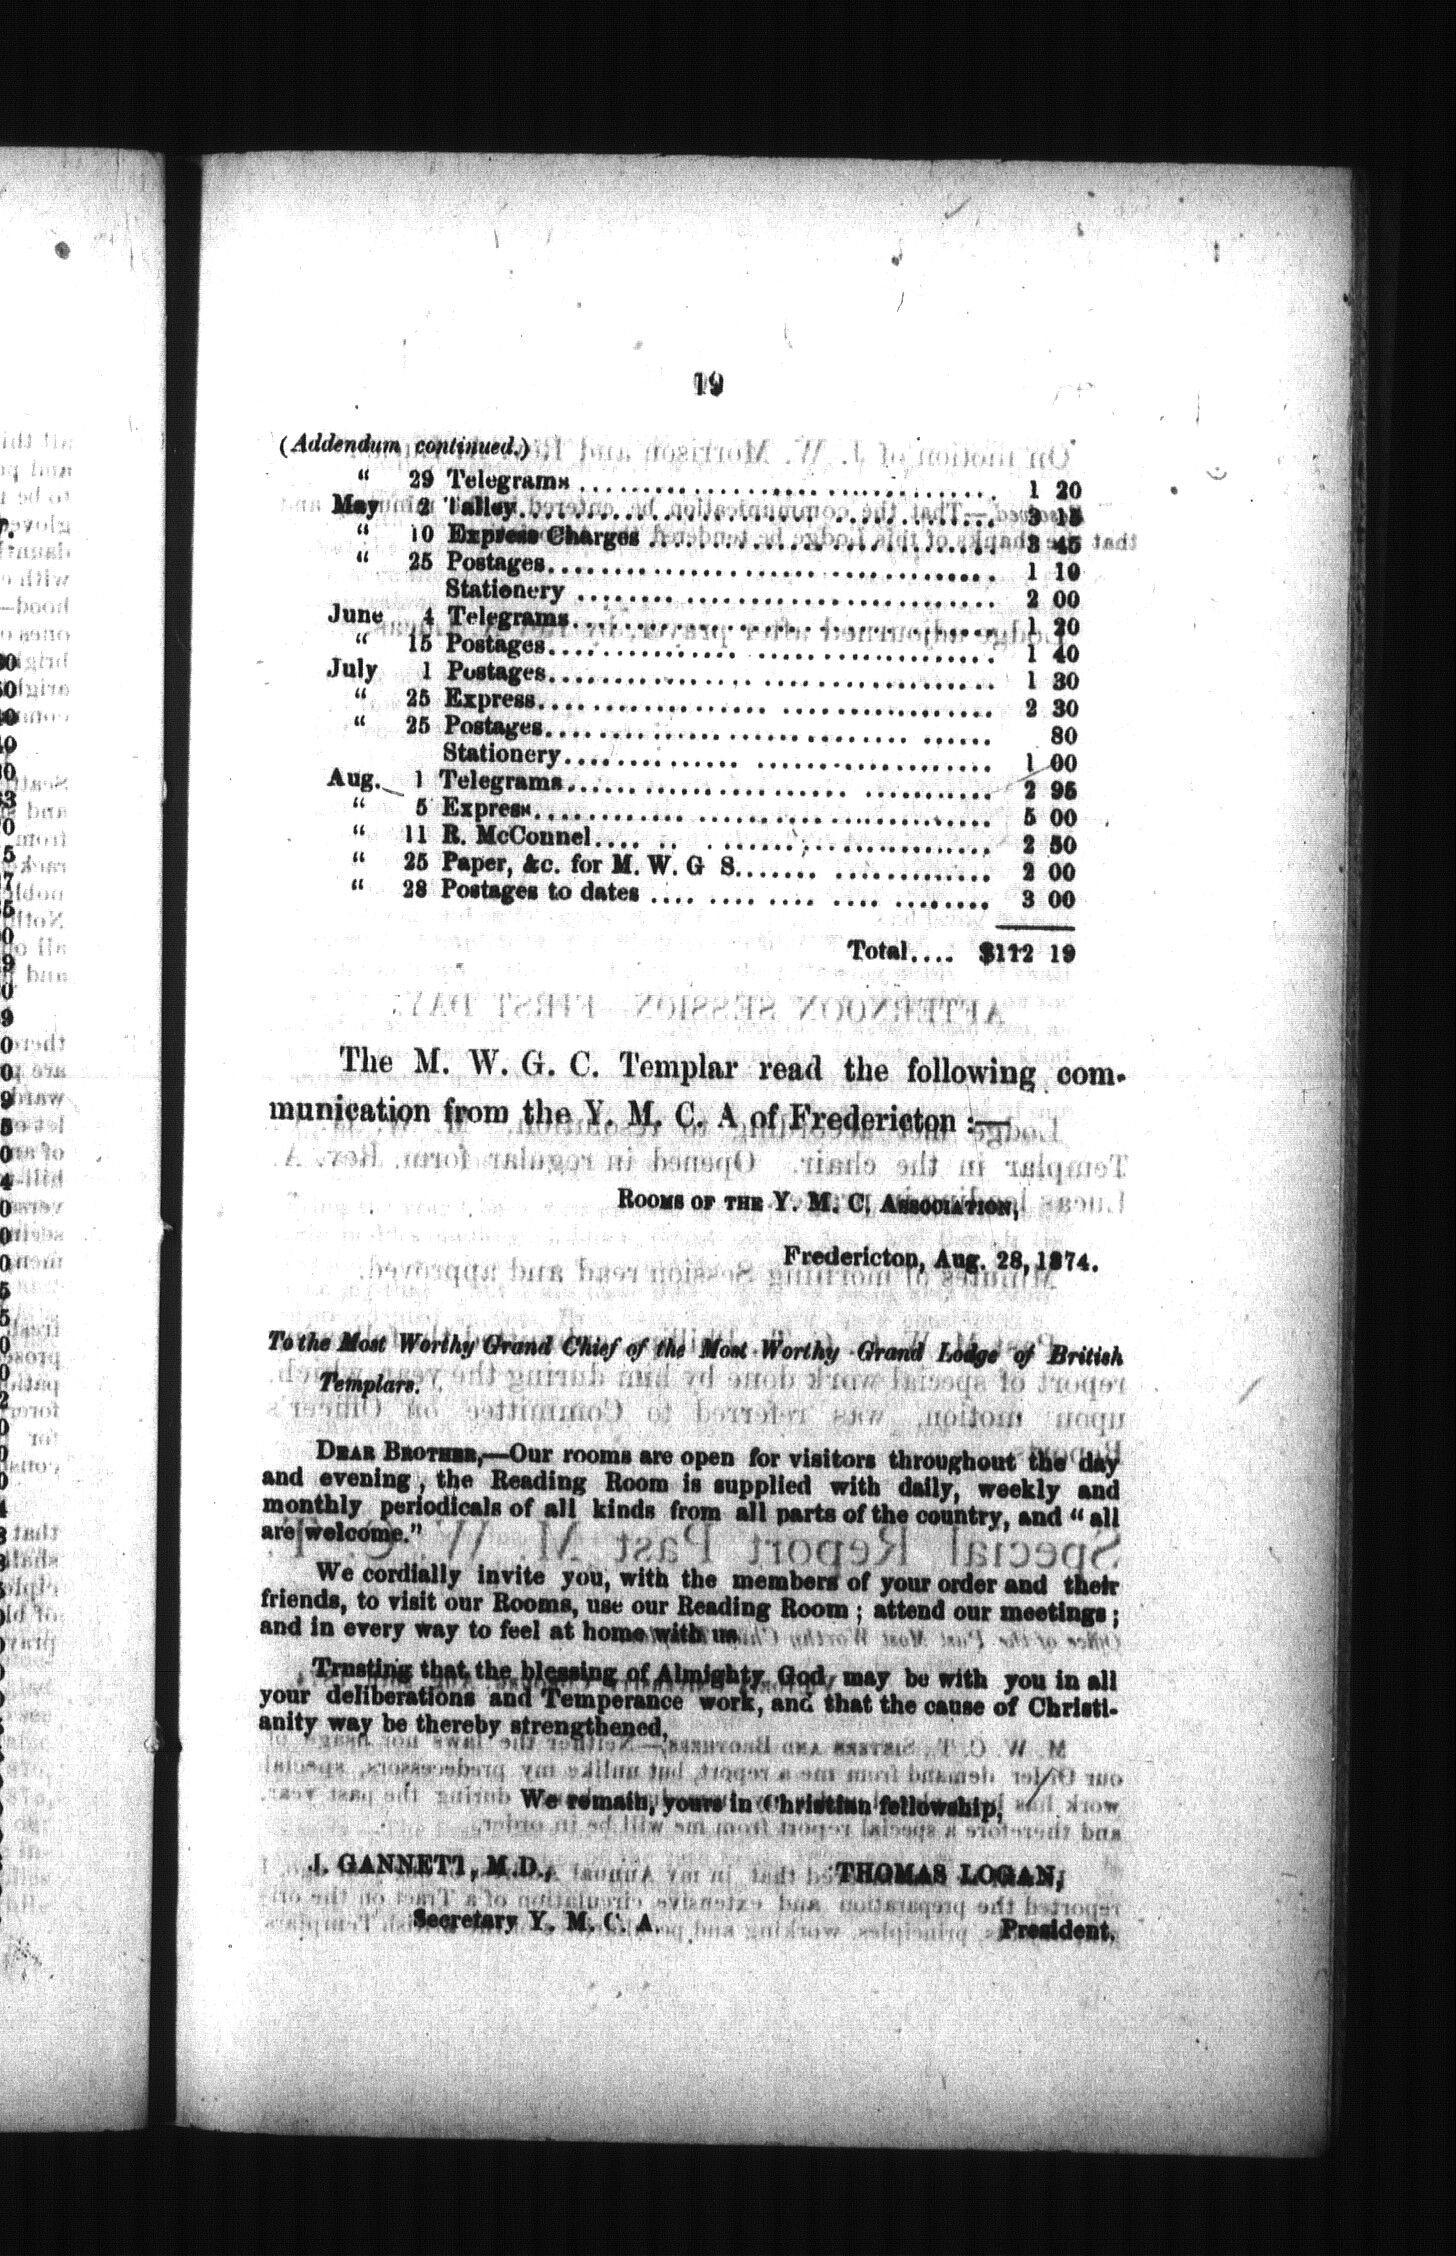 19
(Addendum continued.)
“ 29 Telegrams .......... 1 20
May 2 Talley .......... 3 15
“ 10 Express Charges .......... 3 45
“ 25 Postages .......... 1 10
Stationery .......... 2 00
June 4 Telegrams .......... 1 20
“ 15 Postages .......... 1 40
July 1 Postages .......... 1 30
“ 25 Express .......... 2 30
“ 25 Postages .......... 80
Stationery .......... 1 00
Aug. 1 Telegrams .......... 2 95
“ 5 Express .......... 5 00
“ 11 R. McConnel .......... 2 50
“ 25 Paper, &c. for M. W. G S. .......... 2 00
“ 28 Postages to dates .......... 3 00
Total.... $112 19
The M. W. G. C. Templar read the following com-
munication from the Y. M. C. A of Fredericton :—
ROOMS OF THE Y. M. C. ASSOCIATION,
Fredericton, Aug. 28, 1874.
To the Most Worthy Grand Chief of the Most Worthy Grand Lodge of British
Templars.
DEAR BROTHER,—Our rooms are open for visitors throughout the day
and evening, the Reading Room is supplied with daily, weekly and
monthly periodicals of all kinds from all parts of the country, and “all
are welcome.”
We cordially invite you, with the members of your order and their
friends, to visit our Rooms, use our Reading Room ; attend our meetings ;
and in every way to feel at home with us.
Trusting that the blessing of Almighty God may be with you in all
your deliberations and Temperance work, and that the cause of Christi-
anity way be thereby strengthened,
We remain, yours in Christian fellowship,
J. GANNETT, M.D., THOMAS LOGAN,
Secretary Y. M. C. A. President.